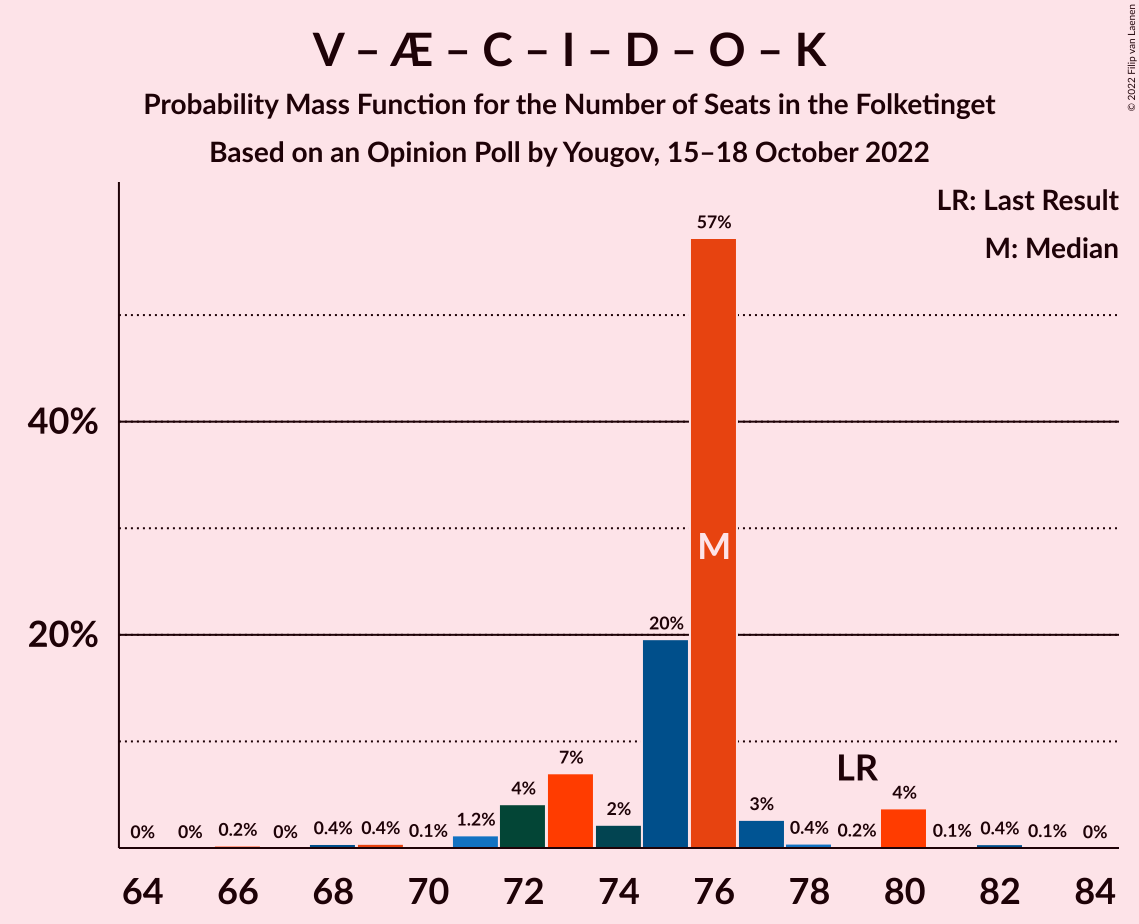 V – Æ – C – I – D – O – K
Probability Mass Function for the Number of Seats in the Folketinget
Based on an Opinion Poll by Yougov, 15–18 October 2022
© 2022 Filip van Laenen
LR: Last Result
M: Median
57%
40%
M
20%
20%
LR
0% 0% 0.2% 0% 0.4% 0.4% 0.1% 1.2% 4% 7% 2% 3% 0.4% 0.2% 4% 0.1% 0.4% 0.1% 0%
64 66 68 70 72 74 76 78 80 82 84